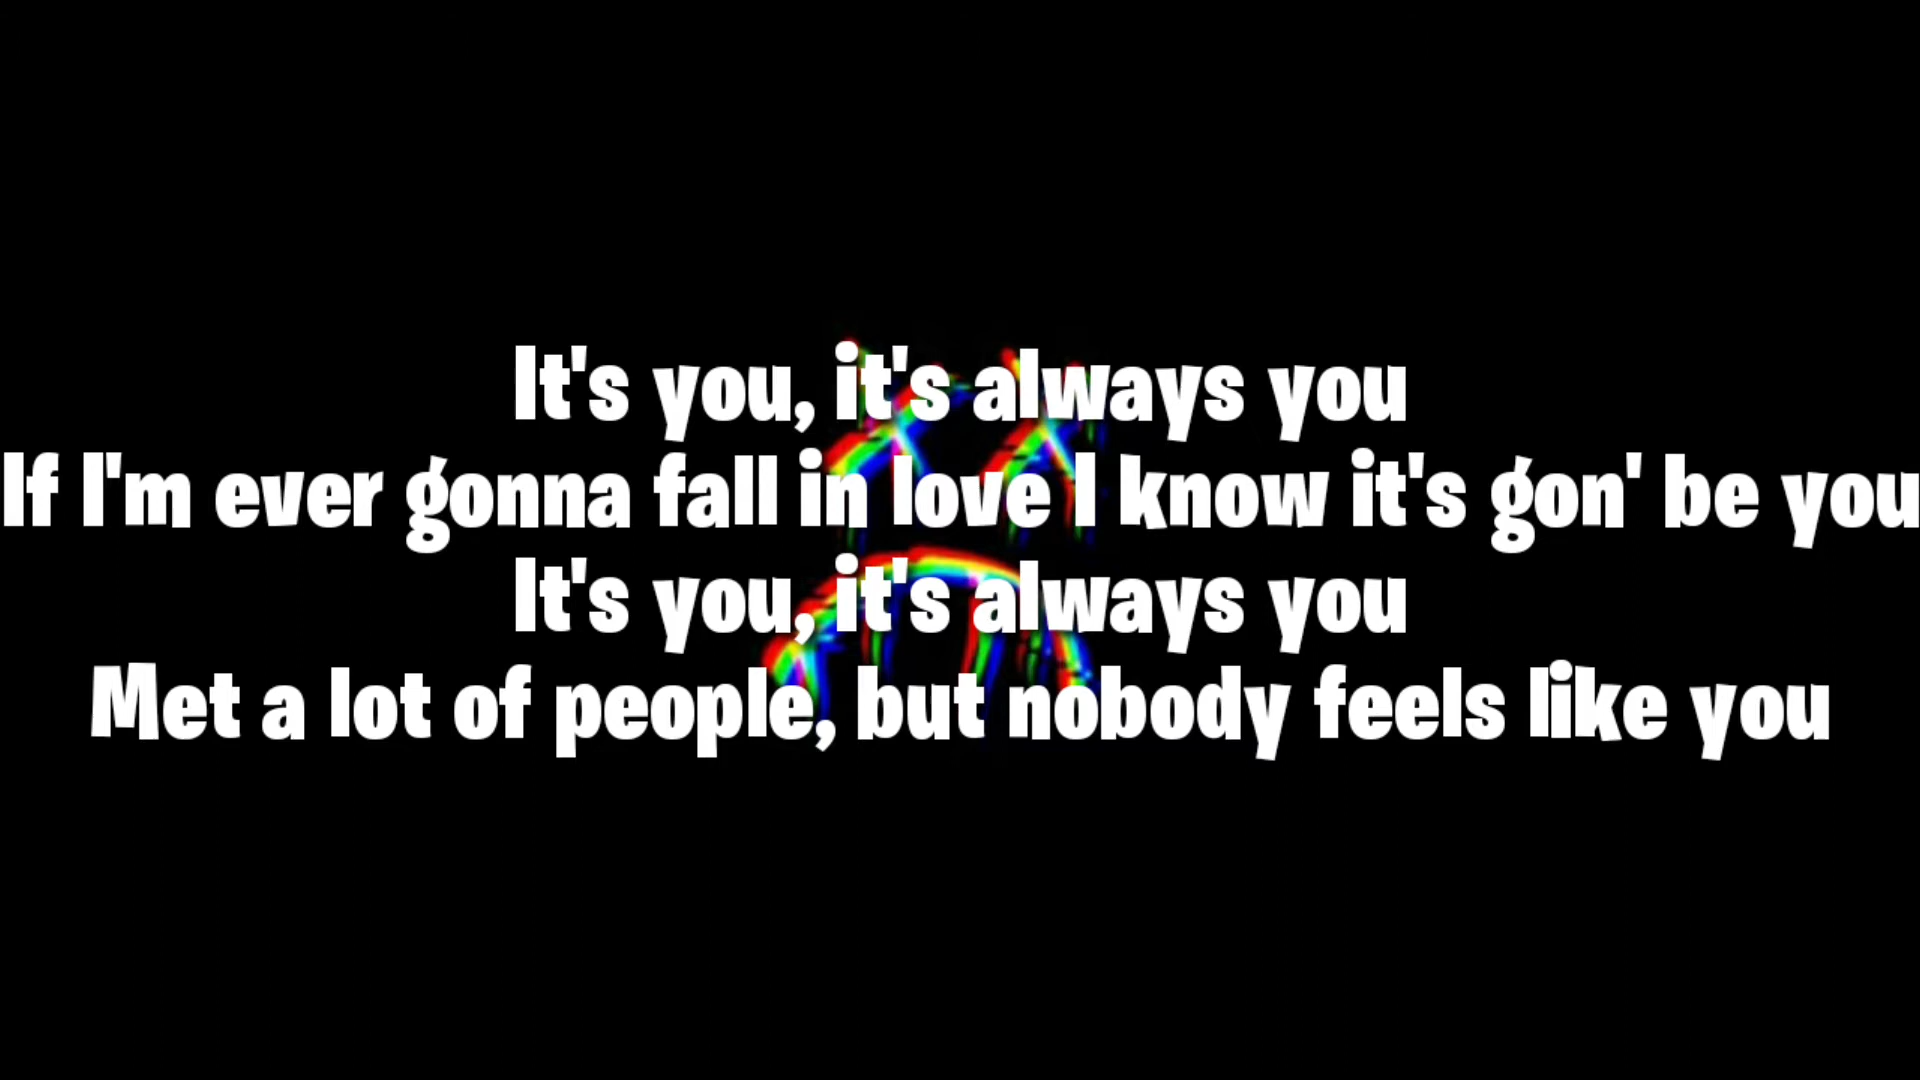 It's you, it's always you
If I'm ever gonna fall in love I know it's gon' be you
It's you, it's always you
Met a lot of people, but nobody feels like you